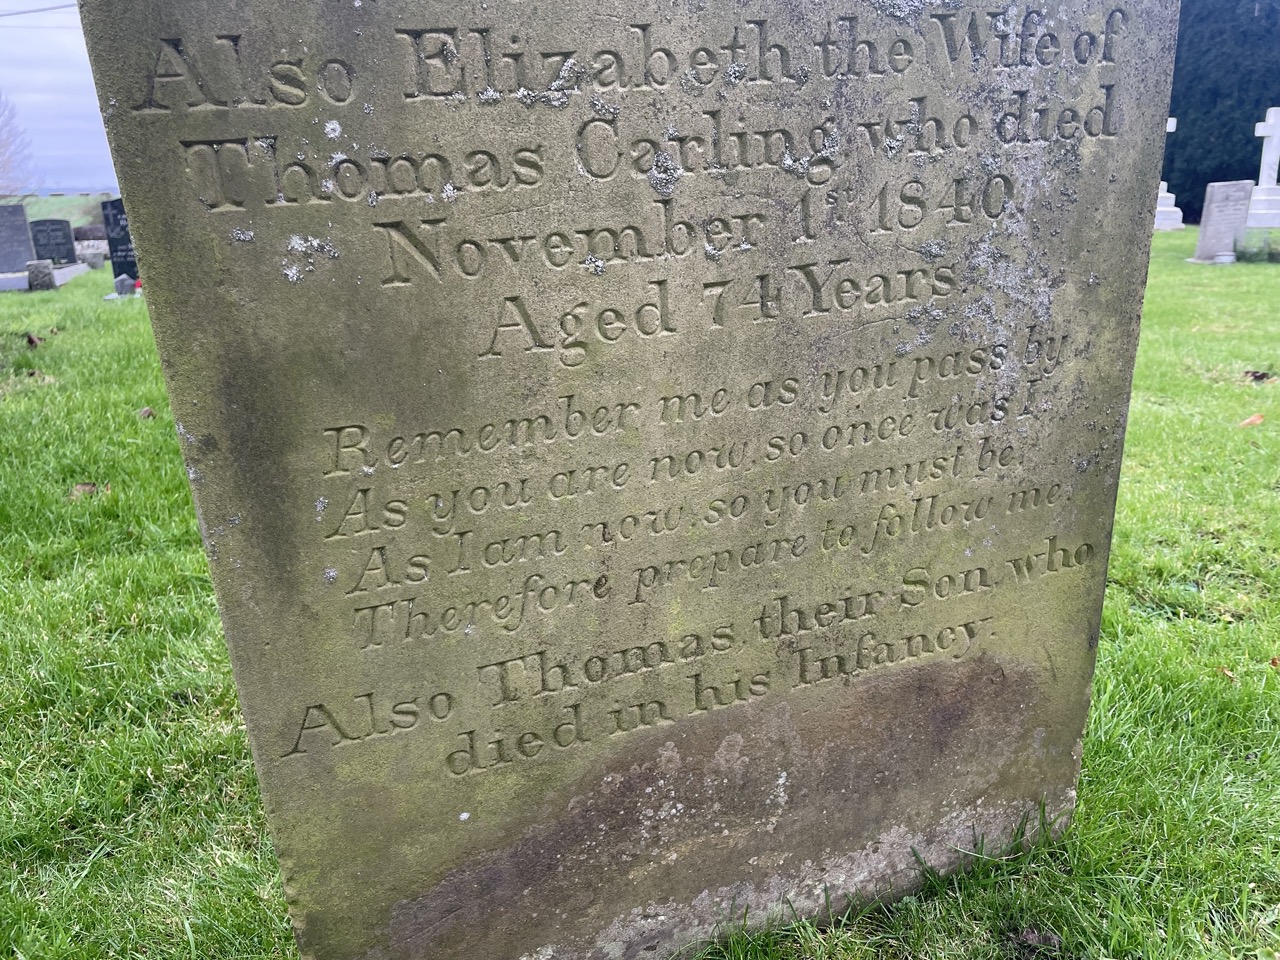 Also Elizabeth, the Wife of
Thomas Carling who died
November 1st 1840
Aged 74 Years.
Remember me as you pass by
As you are now, so once was I,
As I am now, so you must be,
Therefore prepare to follow me.
Also Thomas, their Son, who
died in his Infancy.